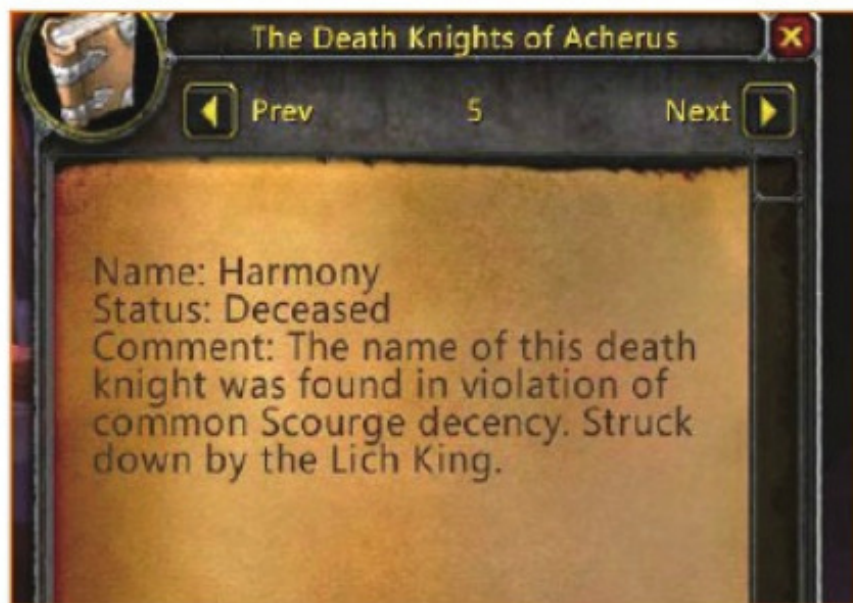 The Death Knights of Acherus
Prev 5 Next
Name: Harmony
Status: Deceased
Comment: The name of this death
knight was found in violation of
common Scourge decency. Struck
down by the Lich King.